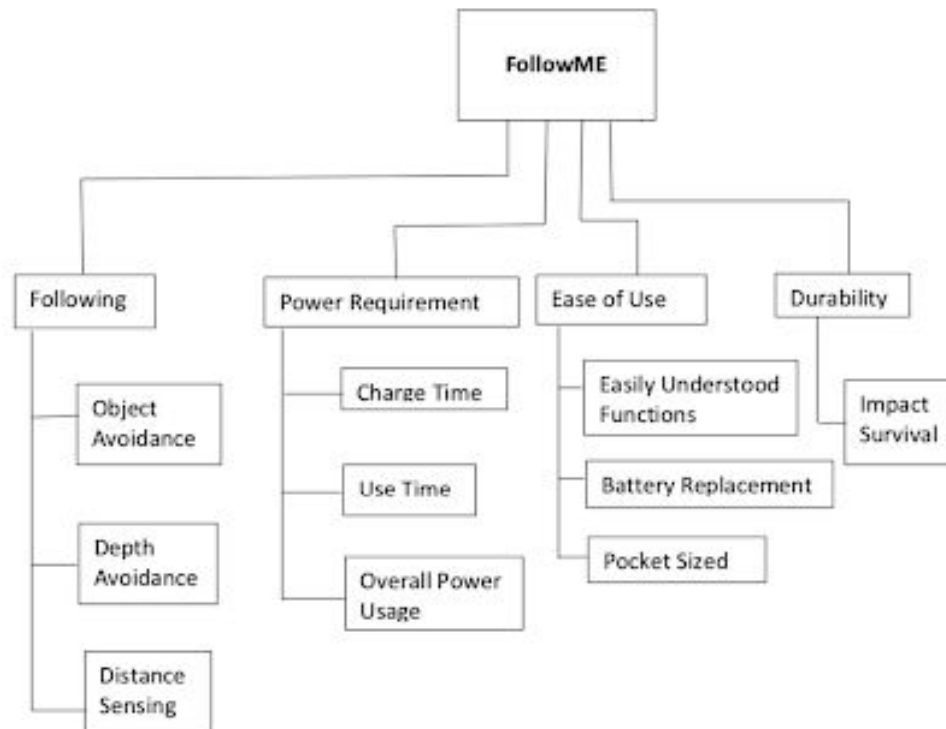 FollowME
Following
Power Requirement
Ease of Use
Durability
Object
Avoidance
Depth
Avoidance
Distance
Sensing
Charge Time
Use Time
Overall Power
Usage
Easily Understood
Functions
Battery Replacement
Pocket Sized
Impact
Survival